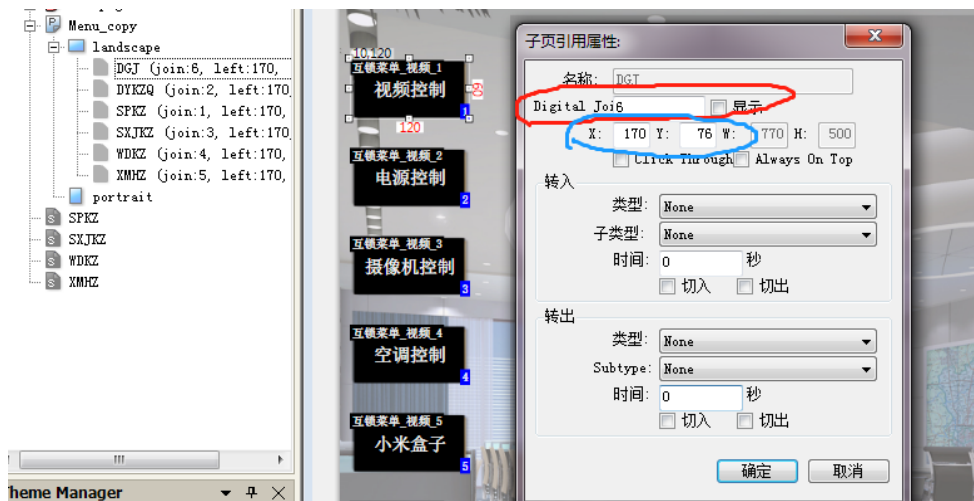 Menu_copy
landscape
DGJ (join:6, left:170,
DYKZQ (join:2, left:170,
SPKZ (join:1, left:170,
SXJKZ (join:3, left:170,
WDKZ (join:4, left:170,
XMHZ (join:5, left:170,
portrait
SPKZ
SXJKZ
WDKZ
XMHZ
heme Manager
10,120
互锁菜单_视频_1
视频控制
1
60
120
互锁菜单_视频_2
电源控制
2
互锁菜单_视频_3
摄像机控制
3
互锁菜单_视频_4
空调控制
4
互锁菜单_视频_5
小米盒子
5
子页引用属性:
名称: DGT
Digital Joi6 显示
X: 170 Y: 76 W: 770 H: 500
Click Through Always On Top
转入
类型: None
子类型: None
时间: 0 秒
切入 切出
转出
类型: None
Subtype: None
时间: 0 秒
切入 切出
确定 取消